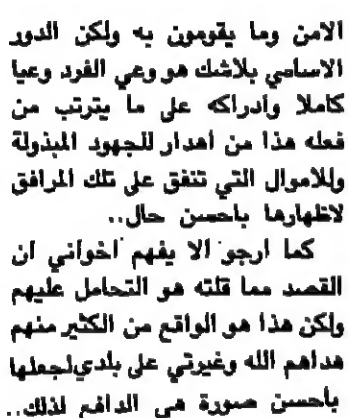 الامن وما يقومون به ولكن الدور
الاساسي بلاشك هو وعي الفرد وعيا
كاملا وادراكه على ما يترتب من
فعله هذا من اهدار للجهود المبذولة
وللاموال التي تنفق على تلك المرافق
لاظهارها باحسن حال..
كما ارجو الا يفهم اخواني ان
القصد مما قلته هو التحامل عليهم
ولكن هذا هو الواقع من الكثير منهم
هداهم الله وغيرتي على بلدي لجعلها
باحسن صورة هي الدافع لذلك..